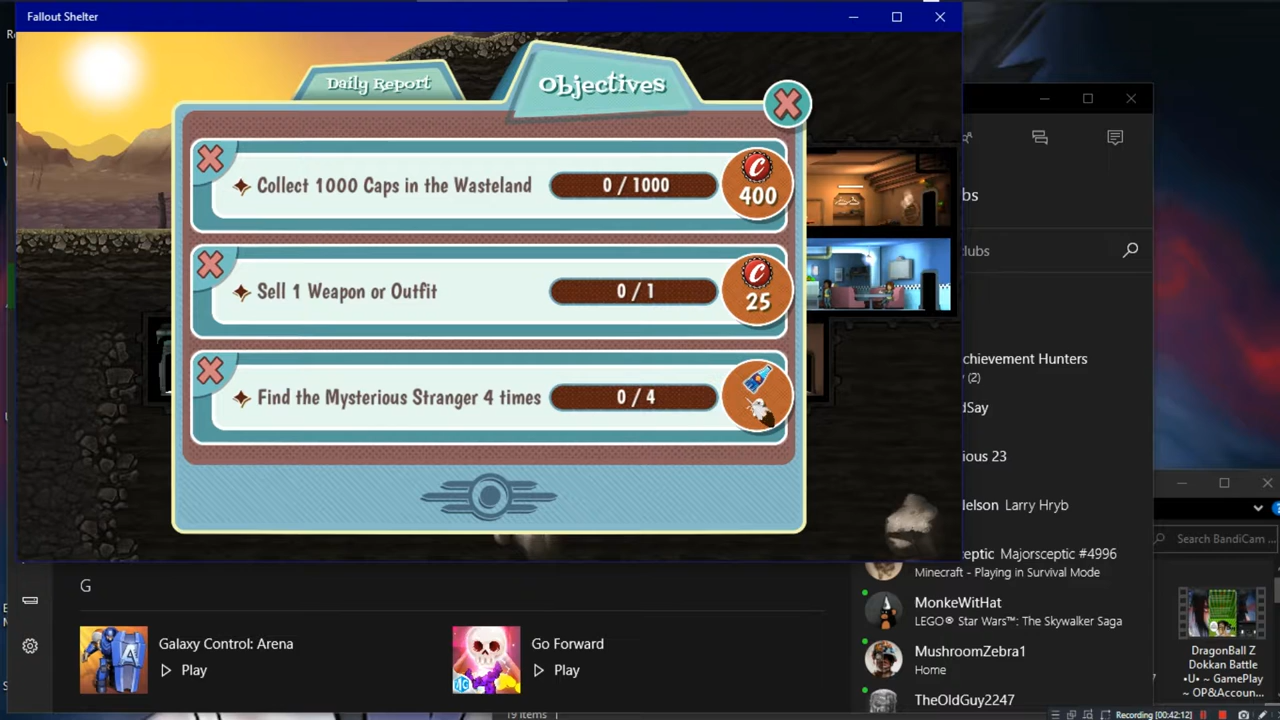 Fallout Shelter
Daily Report
Objectives
Collect 1000 Caps in the Wasteland
0 / 1000
400
Sell 1 Weapon or Outfit
0 / 1
25
Find the Mysterious Stranger 4 times
0 / 4
bs
lubs
chievement Hunters
(2)
dSay
ious 23
lelson Larry Hryb
eptic Majorsceptic #4996
Minecraft - Playing in Survival Mode
MonkeWitHat
LEGO® Star Wars™: The Skywalker Saga
MushroomZebra1
Home
TheOldGuy2247
G
Galaxy Control: Arena
Play
Go Forward
Play
Search BandiCam ...
DragonBall Z
Dokkan Battle
•U• ~ GamePlay
~ OP&Accoun...
19 items
Recording [00:42:12]